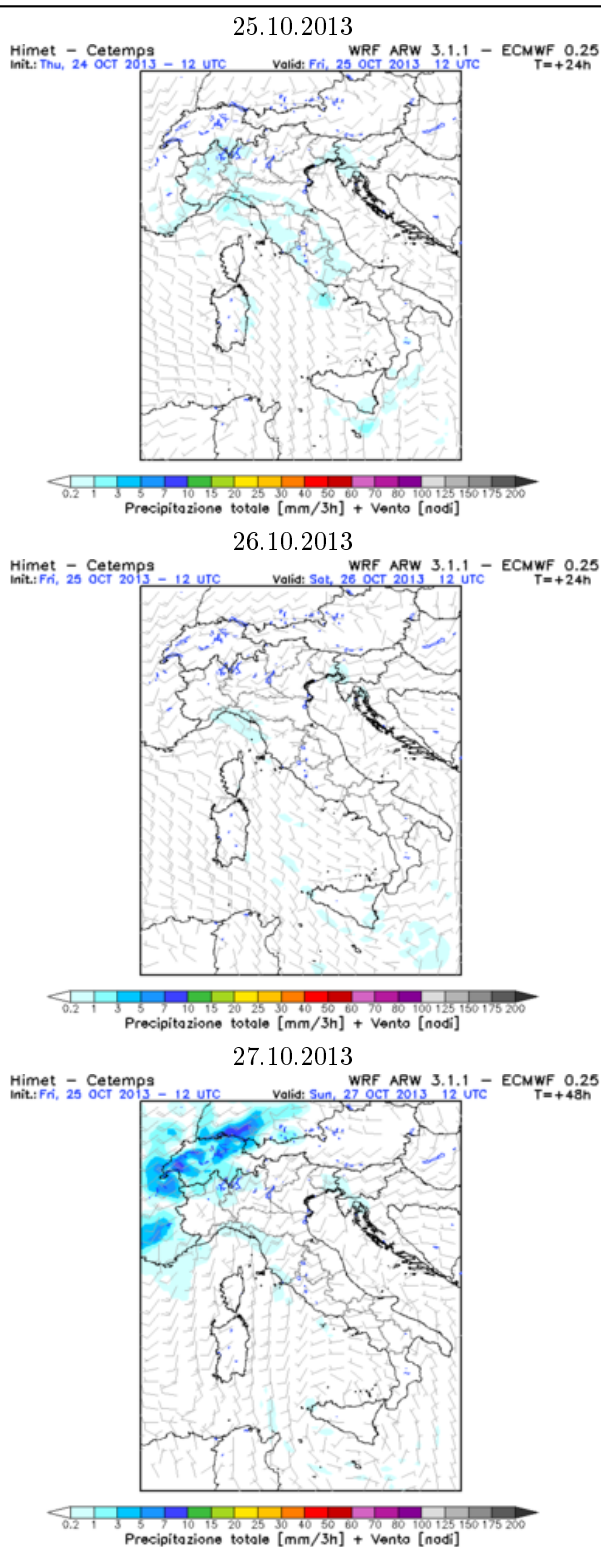 25.10.2013
Himet – Cetemps WRF ARW 3.1.1 – ECMWF 0.25
Init.: Thu, 24 OCT 2013 – 12 UTC Valid: Fri, 25 OCT 2013 12 UTC T=+24h
0.2 1 3 5 7 10 15 20 25 30 40 50 60 70 80 100 125 150 175 200
Precipitazione totale [mm/3h] + Vento [nodi]
26.10.2013
Himet – Cetemps WRF ARW 3.1.1 – ECMWF 0.25
Init.: Fri, 25 OCT 2013 – 12 UTC Valid: Sat, 26 OCT 2013 12 UTC T=+24h
0.2 1 3 5 7 10 15 20 25 30 40 50 60 70 80 100 125 150 175 200
Precipitazione totale [mm/3h] + Vento [nodi]
27.10.2013
Himet – Cetemps WRF ARW 3.1.1 – ECMWF 0.25
Init.: Fri, 25 OCT 2013 – 12 UTC Valid: Sun, 27 OCT 2013 12 UTC T=+48h
0.2 1 3 5 7 10 15 20 25 30 40 50 60 70 80 100 125 150 175 200
Precipitazione totale [mm/3h] + Vento [nodi]